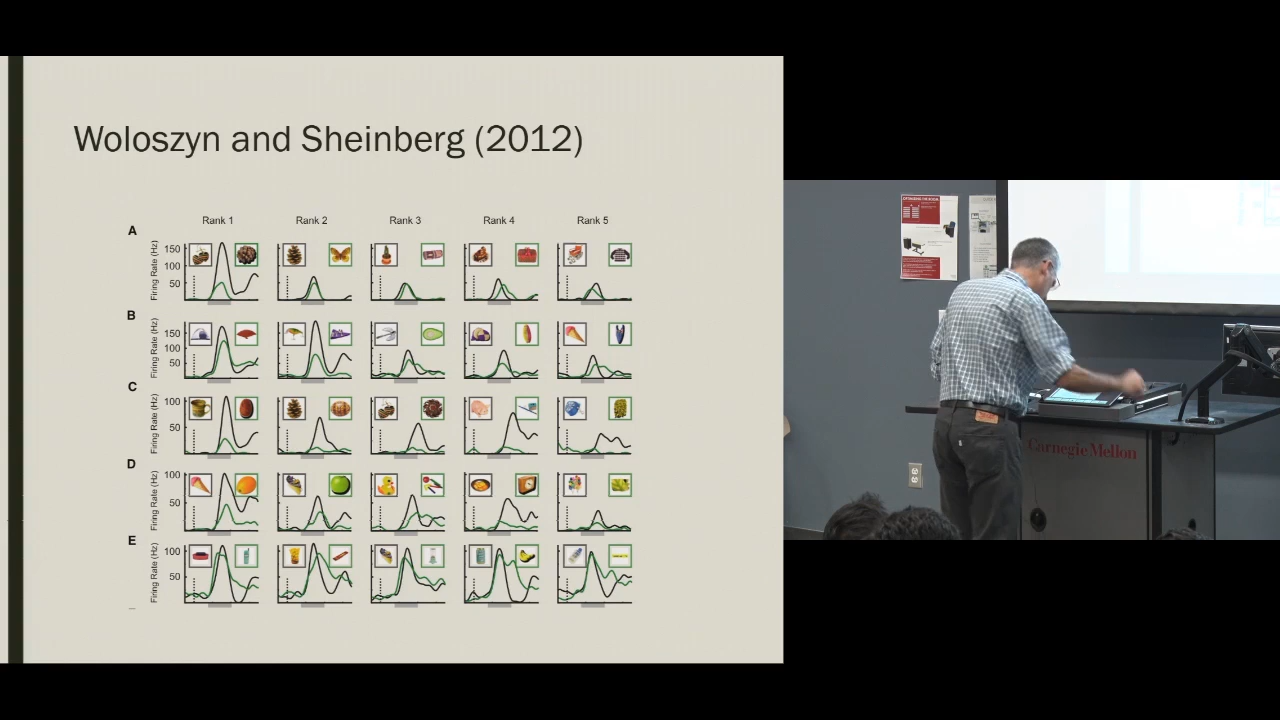 Woloszyn and Sheinberg (2012)
Rank 1 Rank 2 Rank 3 Rank 4 Rank 5
A
Firing Rate (Hz)
150
100
50
B
Firing Rate (Hz)
150
100
50
C
Firing Rate (Hz)
100
50
D
Firing Rate (Hz)
100
50
E
Firing Rate (Hz)
100
50
Carnegie Mellon